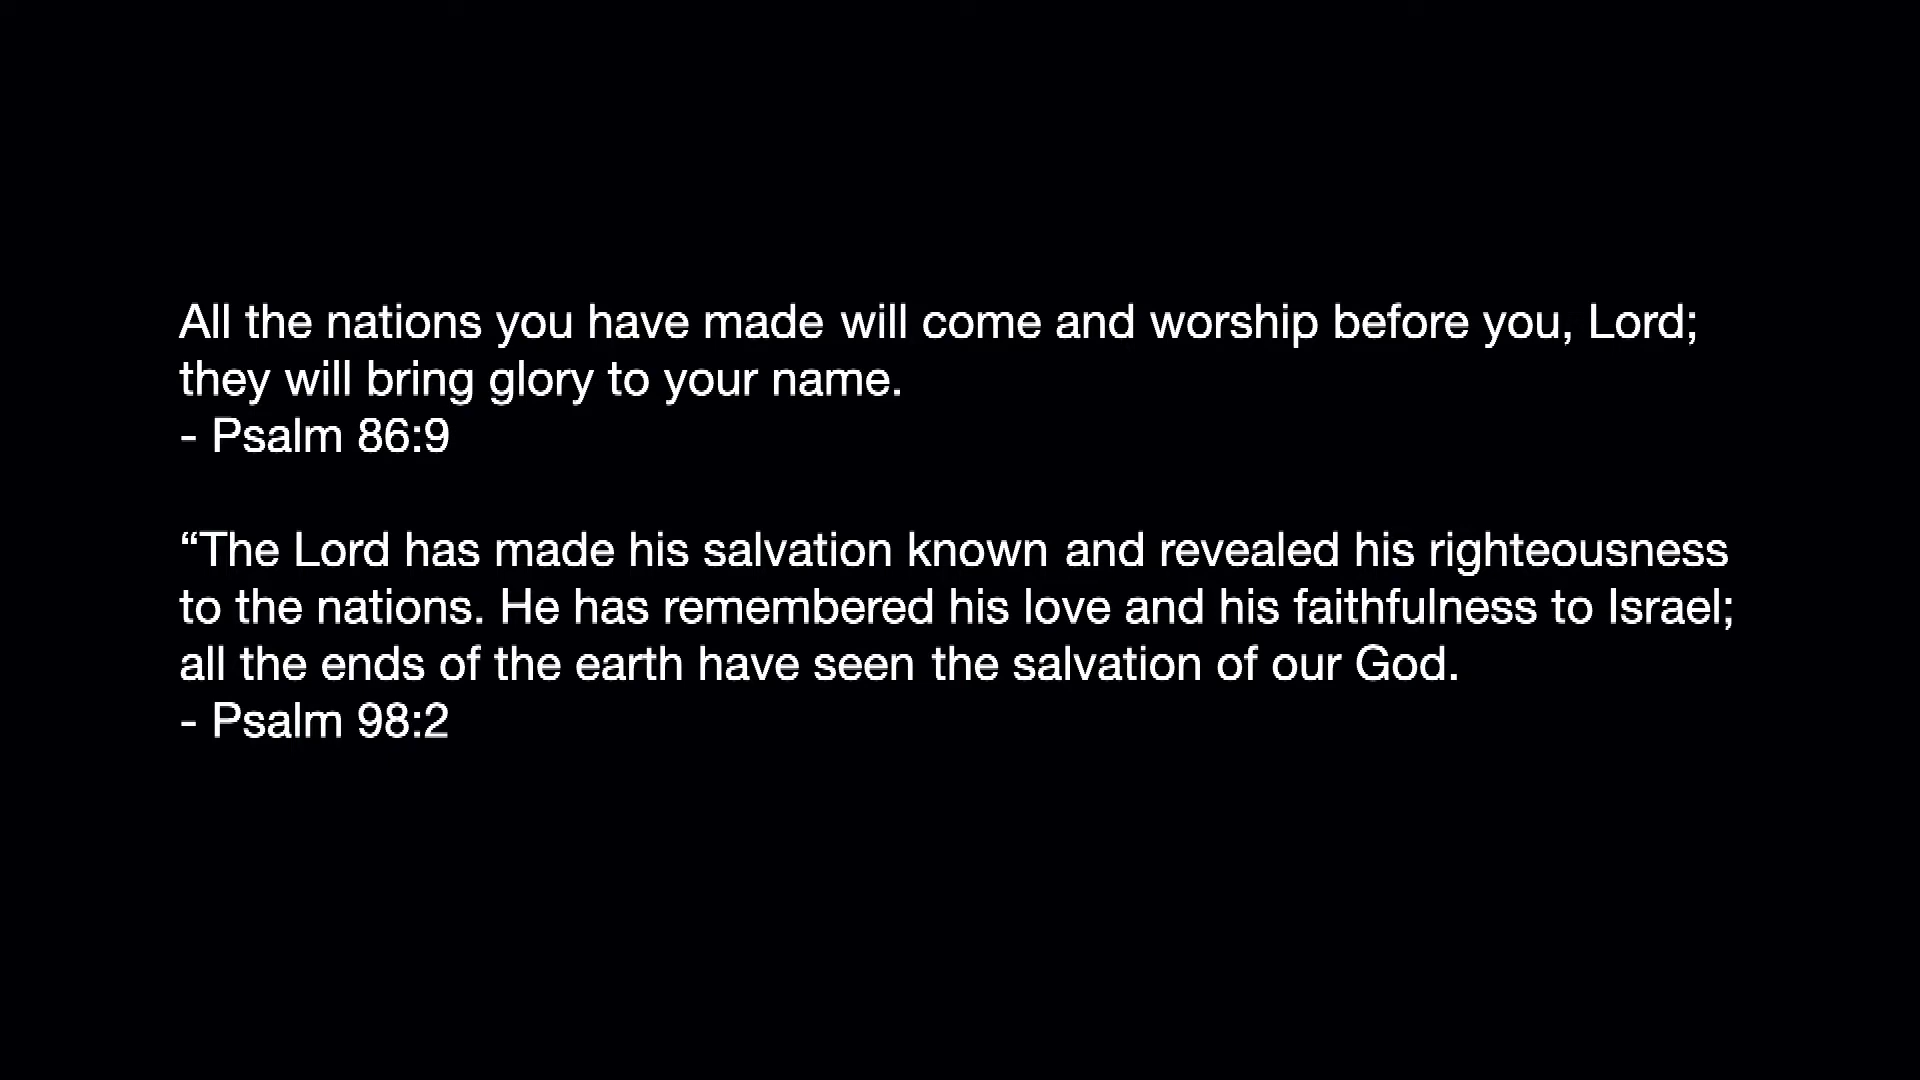 All the nations you have made will come and worship before you, Lord;
they will bring glory to your name.
- Psalm 86:9
“The Lord has made his salvation known and revealed his righteousness
to the nations. He has remembered his love and his faithfulness to Israel;
all the ends of the earth have seen the salvation of our God.
- Psalm 98:2